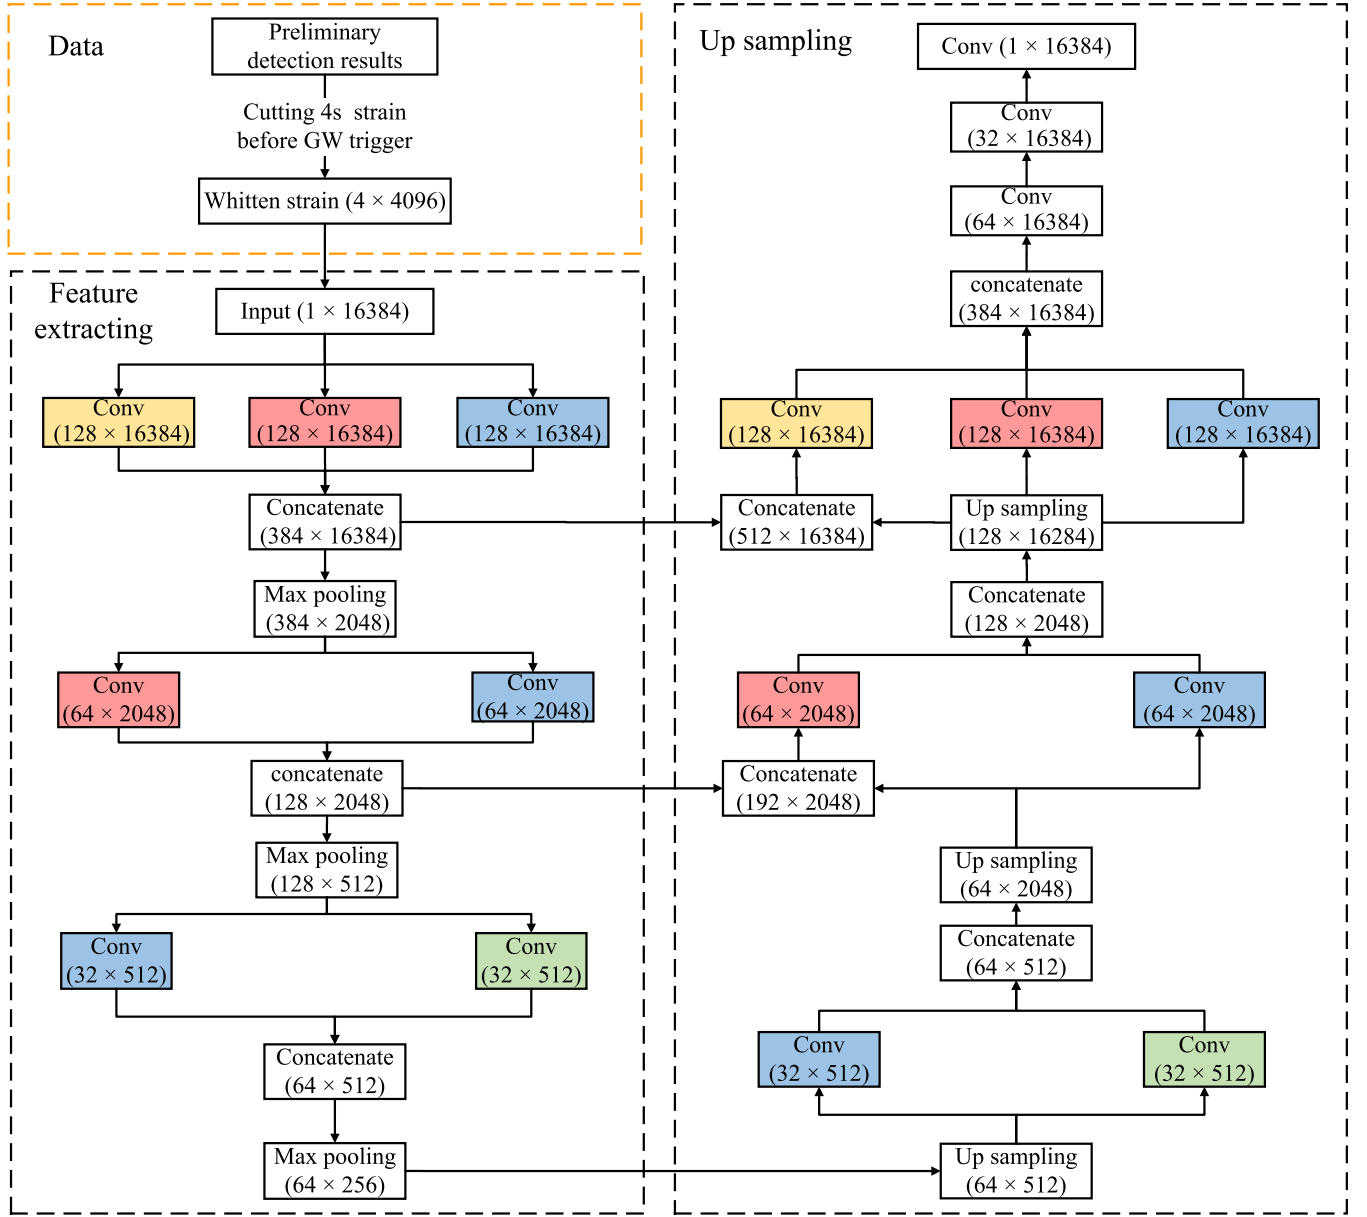 Data
Preliminary
detection results
Cutting 4s strain
before GW trigger
Whitten strain (4 × 4096)
Feature
extracting
Input (1 × 16384)
Conv
(128 × 16384)
Conv
(128 × 16384)
Conv
(128 × 16384)
Concatenate
(384 × 16384)
Max pooling
(384 × 2048)
Conv
(64 × 2048)
Conv
(64 × 2048)
concatenate
(128 × 2048)
Max pooling
(128 × 512)
Conv
(32 × 512)
Conv
(32 × 512)
Concatenate
(64 × 512)
Max pooling
(64 × 256)
Up sampling
Conv (1 × 16384)
Conv
(32 × 16384)
Conv
(64 × 16384)
concatenate
(384 × 16384)
Conv
(128 × 16384)
Conv
(128 × 16384)
Conv
(128 × 16384)
Concatenate
(512 × 16384)
Up sampling
(128 × 16284)
Concatenate
(128 × 2048)
Conv
(64 × 2048)
Conv
(64 × 2048)
Concatenate
(192 × 2048)
Up sampling
(64 × 2048)
Concatenate
(64 × 512)
Conv
(32 × 512)
Conv
(32 × 512)
Up sampling
(64 × 512)